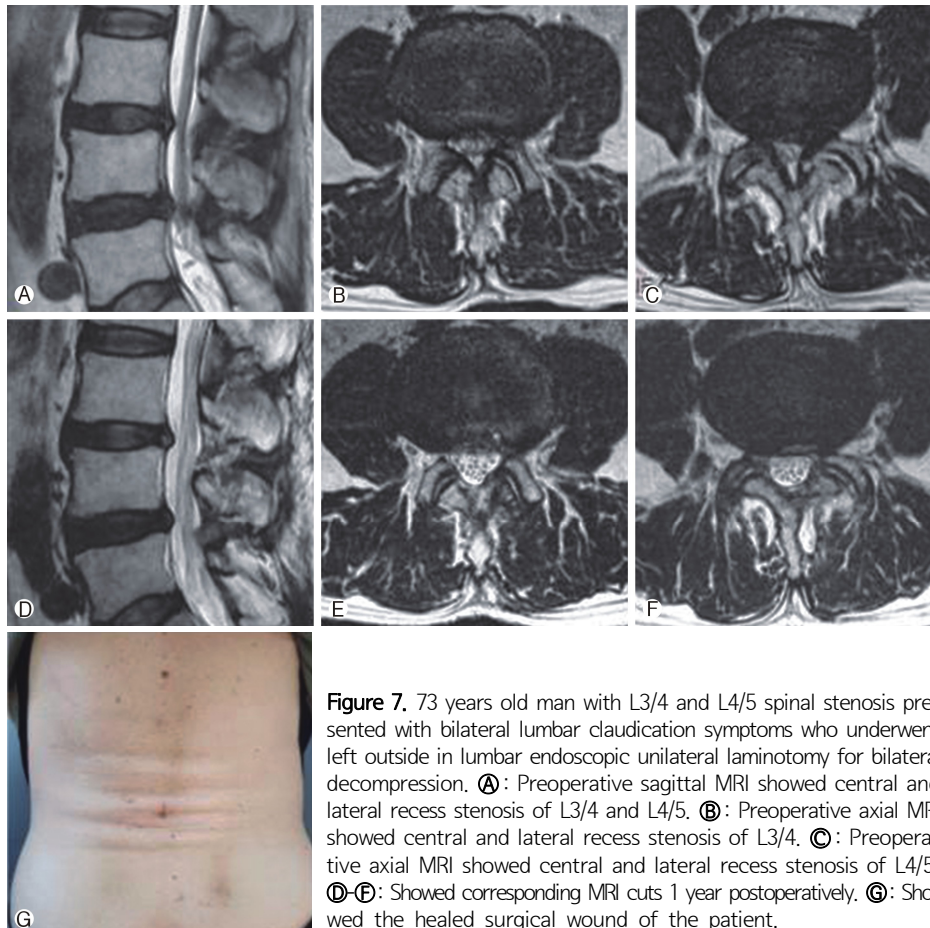 A
B
C
D
E
F
G
Figure 7. 73 years old man with L3/4 and L4/5 spinal stenosis pre
sented with bilateral lumbar claudication symptoms who underwen
left outside in lumbar endoscopic unilateral laminotomy for bilatera
decompression. Ⓐ: Preoperative sagittal MRI showed central and
lateral recess stenosis of L3/4 and L4/5. Ⓑ: Preoperative axial MR
showed central and lateral recess stenosis of L3/4. Ⓒ: Preopera
tive axial MRI showed central and lateral recess stenosis of L4/5
Ⓓ-Ⓕ: Showed corresponding MRI cuts 1 year postoperatively. Ⓖ: Sho
wed the healed surgical wound of the patient.